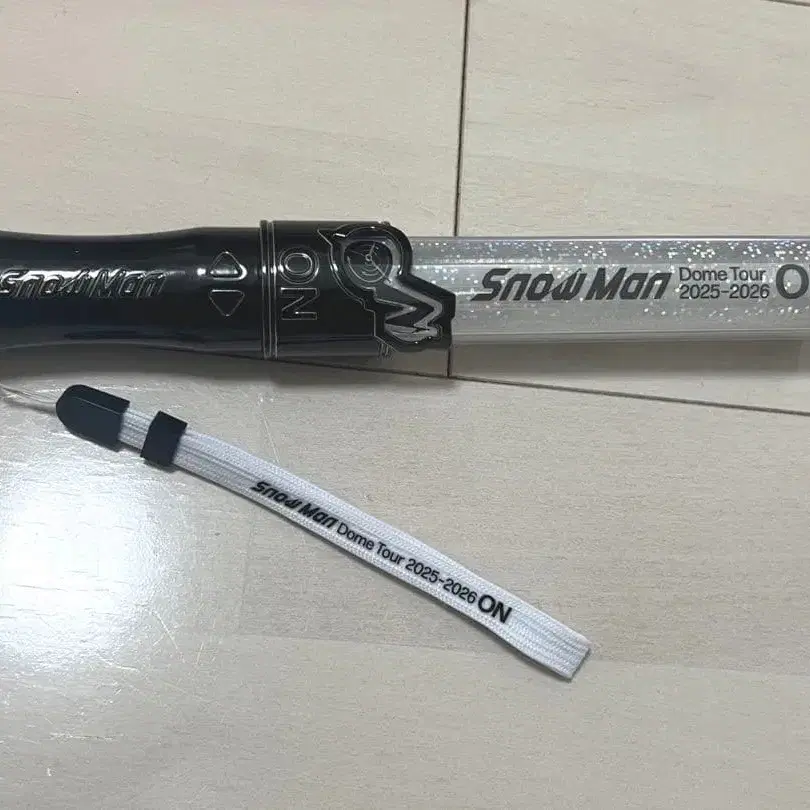 Snow Man
ON
Snow Man Dome Tour
2025-2026 O
Snow Man Dome Tour 2025-2026 ON